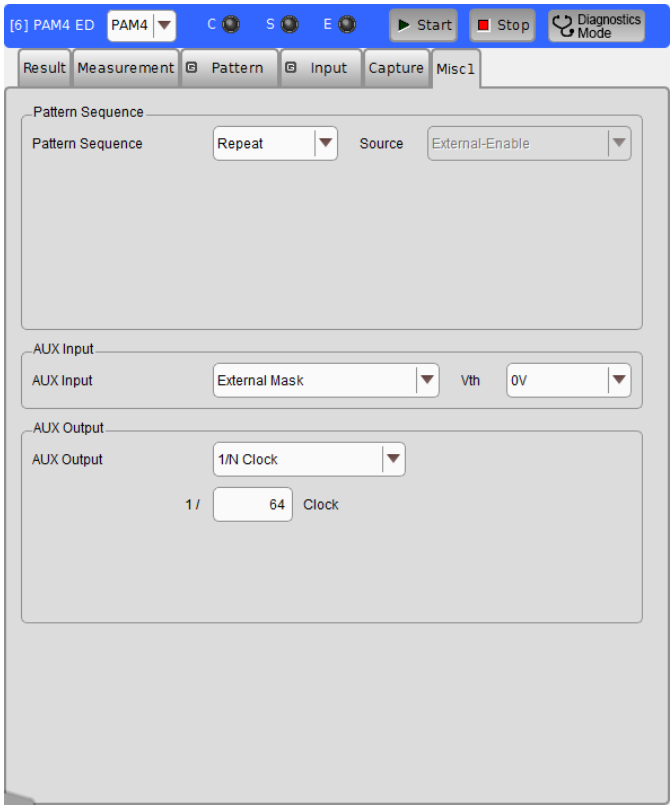 [6] PAM4 ED PAM4 C S E Start Stop Diagnostics Mode
Result Measurement G Pattern G Input Capture Misc1
Pattern Sequence
Pattern Sequence Repeat Source External-Enable
AUX Input
AUX Input External Mask Vth 0V
AUX Output
AUX Output 1/N Clock
1/ 64 Clock